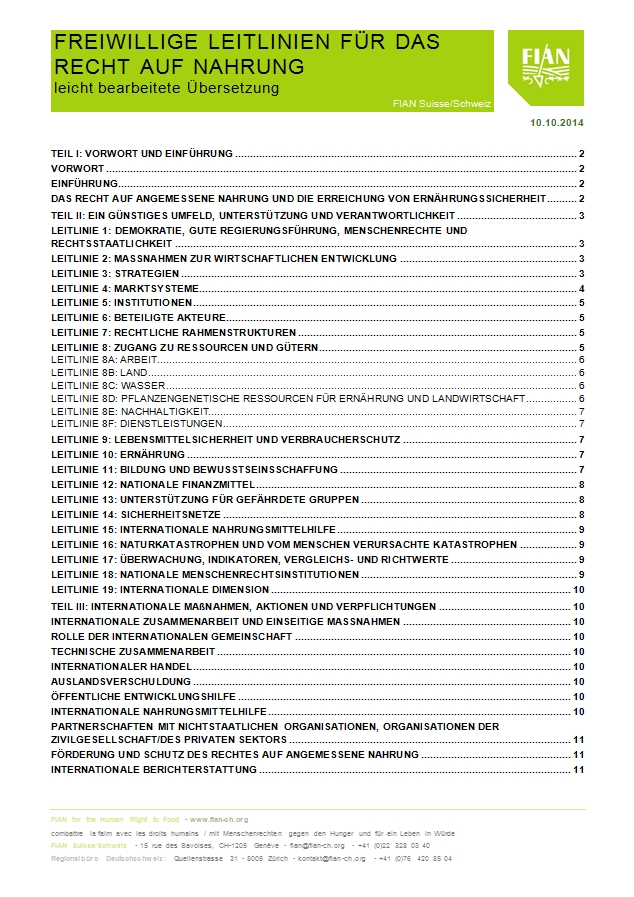 FREIWILLIGE LEITLINIEN FÜR DAS
RECHT AUF NAHRUNG
leicht bearbeitete Übersetzung
FIAN Suisse/Schweiz
FIAN
10.10.2014
TEIL I: VORWORT UND EINFÜHRUNG ... 2
VORWORT ... 2
EINFÜHRUNG ... 2
DAS RECHT AUF ANGEMESSENE NAHRUNG UND DIE ERREICHUNG VON ERNÄHRUNGSSICHERHEIT ... 2
TEIL II: EIN GÜNSTIGES UMFELD, UNTERSTÜTZUNG UND VERANTWORTLICHKEIT ... 3
LEITLINIE 1: DEMOKRATIE, GUTE REGIERUNGSFÜHRUNG, MENSCHENRECHTE UND
RECHTSSTAATLICHKEIT ... 3
LEITLINIE 2: MASSNAHMEN ZUR WIRTSCHAFTLICHEN ENTWICKLUNG ... 3
LEITLINIE 3: STRATEGIEN ... 3
LEITLINIE 4: MARKTSYSTEME ... 4
LEITLINIE 5: INSTITUTIONEN ... 5
LEITLINIE 6: BETEILIGTE AKTEURE ... 5
LEITLINIE 7: RECHTLICHE RAHMENSTRUKTUREN ... 5
LEITLINIE 8: ZUGANG ZU RESSOURCEN UND GÜTERN ... 5
LEITLINIE 8A: ARBEIT ... 6
LEITLINIE 8B: LAND ... 6
LEITLINIE 8C: WASSER ... 6
LEITLINIE 8D: PFLANZENGENETISCHE RESSOURCEN FÜR ERNÄHRUNG UND LANDWIRTSCHAFT ... 6
LEITLINIE 8E: NACHHALTIGKEIT ... 7
LEITLINIE 8F: DIENSTLEISTUNGEN ... 7
LEITLINIE 9: LEBENSMITTELSICHERHEIT UND VERBRAUCHERSCHUTZ ... 7
LEITLINIE 10: ERNÄHRUNG ... 7
LEITLINIE 11: BILDUNG UND BEWUSSTSEINSSCHAFFUNG ... 7
LEITLINIE 12: NATIONALE FINANZMITTEL ... 8
LEITLINIE 13: UNTERSTÜTZUNG FÜR GEFÄHRDETE GRUPPEN ... 8
LEITLINIE 14: SICHERHEITSNETZE ... 8
LEITLINIE 15: INTERNATIONALE NAHRUNGSMITTELHILFE ... 9
LEITLINIE 16: NATURKATASTROPHEN UND VOM MENSCHEN VERURSACHTE KATASTROPHEN ... 9
LEITLINIE 17: ÜBERWACHUNG, INDIKATOREN, VERGLEICHS- UND RICHTWERTE ... 9
LEITLINIE 18: NATIONALE MENSCHENRECHTSINSTITUTIONEN ... 9
LEITLINIE 19: INTERNATIONALE DIMENSION ... 10
TEIL III: INTERNATIONALE MAßNAHMEN, AKTIONEN UND VERPFLICHTUNGEN ... 10
INTERNATIONALE ZUSAMMENARBEIT UND EINSEITIGE MASSNAHMEN ... 10
ROLLE DER INTERNATIONALEN GEMEINSCHAFT ... 10
TECHNISCHE ZUSAMMENARBEIT ... 10
INTERNATIONALER HANDEL ... 10
AUSLANDSVERSCHULDUNG ... 10
ÖFFENTLICHE ENTWICKLUNGSHILFE ... 10
INTERNATIONALE NAHRUNGSMITTELHILFE ... 10
PARTNERSCHAFTEN MIT NICHTSTAATLICHEN ORGANISATIONEN, ORGANISATIONEN DER
ZIVILGESELLSCHAFT/DES PRIVATEN SEKTORS ... 11
FÖRDERUNG UND SCHUTZ DES RECHTES AUF ANGEMESSENE NAHRUNG ... 11
INTERNATIONALE BERICHTERSTATTUNG ... 11
FIAN for the Human Right to Food - www.fian-ch.org
combattre la faim avec les droits humains / mit Menschenrechten gegen den Hunger und für ein Leben in Würde
FIAN Suisse/Schweiz - 15 rue des Savoises, CH-1205 Genève - fian@fian-ch.org - +41 (0)22 328 03 40
Regionalbüro Deutschschweiz: Quellenstrasse 31 - 8005 Zürich - kontakt@fian-ch.org - +41 (0)76 420 85 04